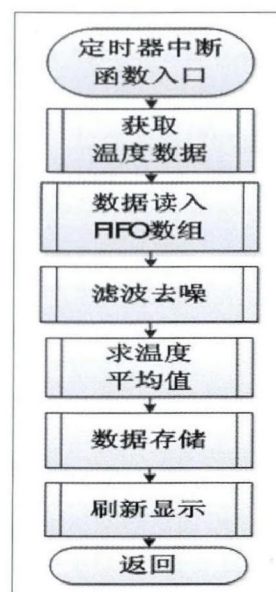 定时器中断
函数入口
获取
温度数据
数据读入
FIFO数组
滤波去噪
求温度
平均值
数据存储
刷新显示
返回